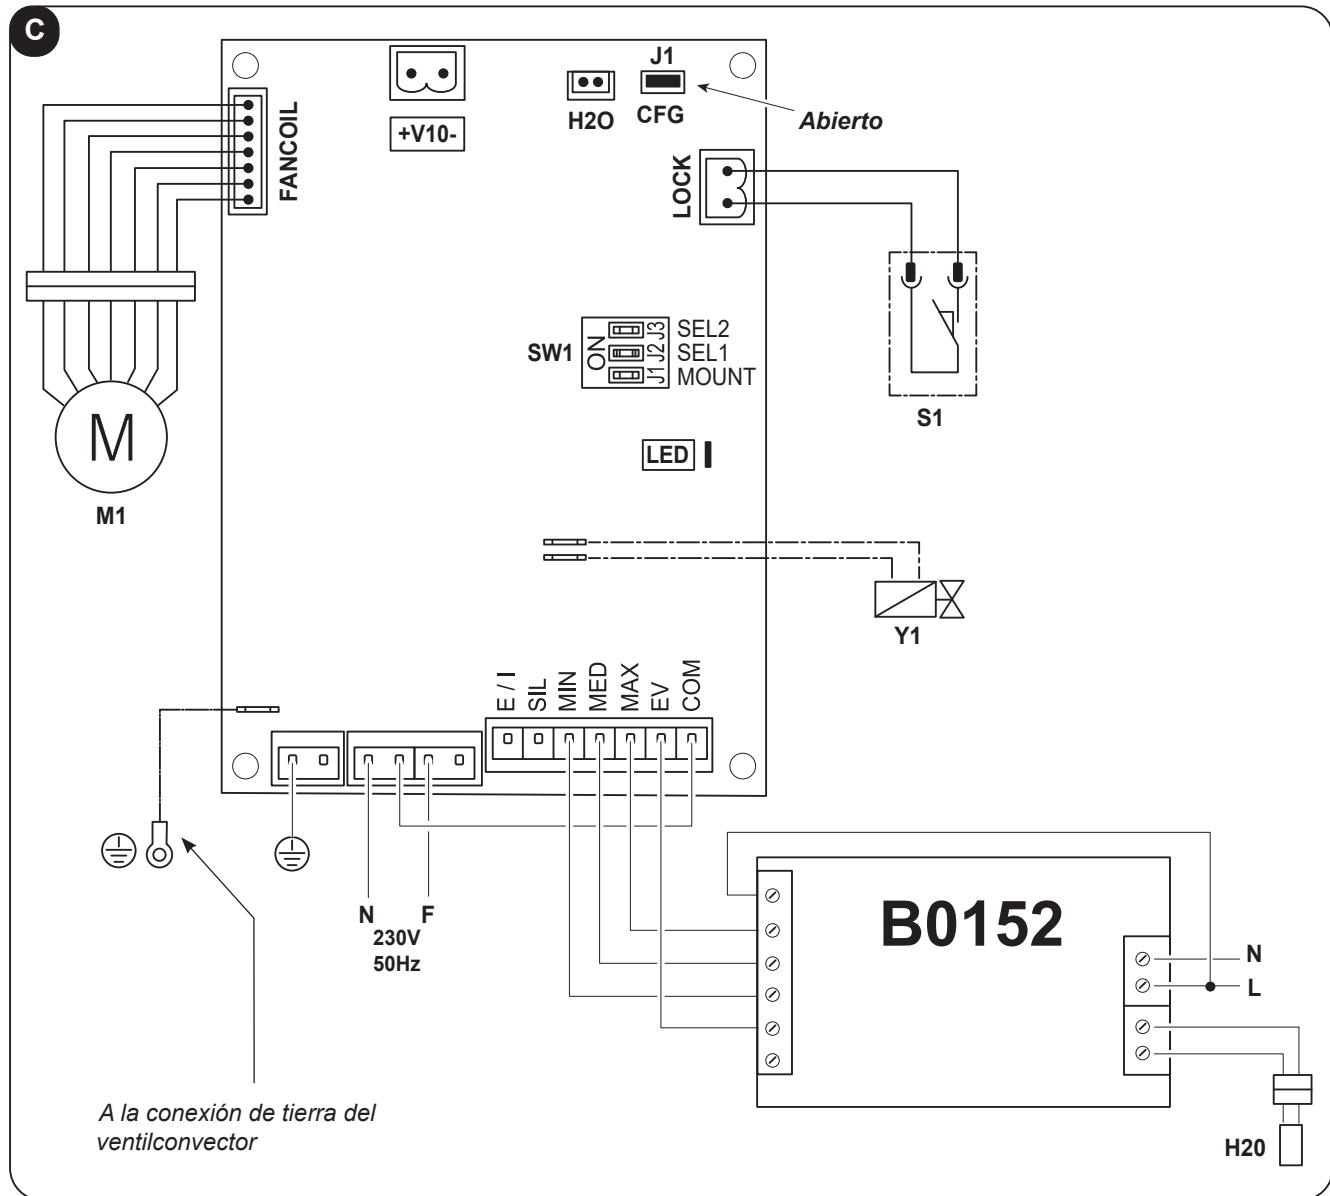 C
J1
+V10-
H2O
CFG
Abierto
FANCOIL
LOCK
SW1
ON
J3
SEL2
J2
SEL1
J1
MOUNT
S1
LED
M
M1
Y1
E / I
SIL
MIN
MED
MAX
EV
COM
N
F
230V
50Hz
B0152
N
L
A la conexión de tierra del
ventilconvector
H20